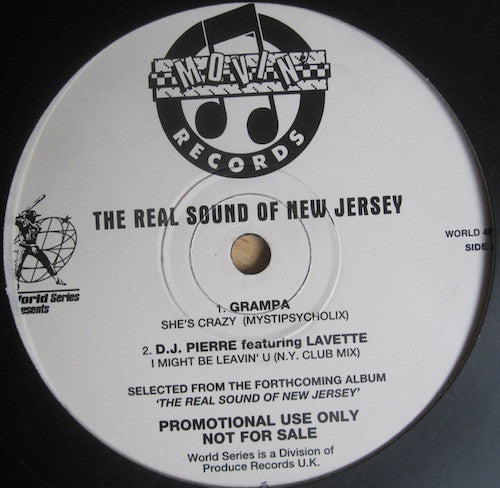 MOVIN'
RECORDS
THE REAL SOUND OF NEW JERSEY
World Series
WORLD
SIDE
1. GRAMPA
SHE'S CRAZY (MYSTIPSYCHOLIX)
2. D.J. PIERRE featuring LAVETTE
I MIGHT BE LEAVIN' U (N.Y. CLUB MIX)
SELECTED FROM THE FORTHCOMING ALBUM
'THE REAL SOUND OF NEW JERSEY'
PROMOTIONAL USE ONLY
NOT FOR SALE
World Series is a Division of
Produce Records U.K.